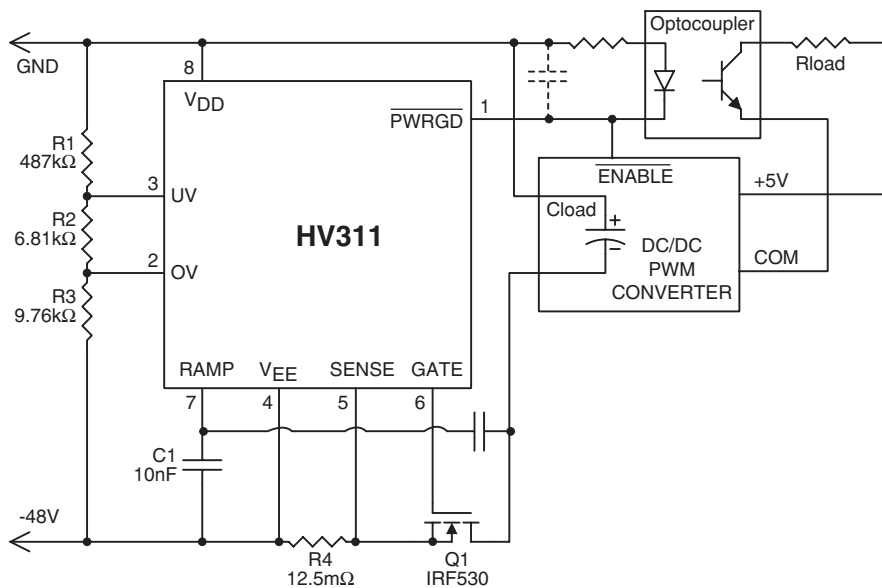 Optocoupler
GND
Rload
8
VDD
1
PWRGD
R1
487kΩ
ENABLE
+5V
3
UV
Cload
+
R2
6.81kΩ
HV311
–
DC/DC
PWM
CONVERTER
COM
2
OV
R3
9.76kΩ
RAMP
VEE
SENSE
GATE
7
4
5
6
C1
10nF
-48V
R4
12.5mΩ
Q1
IRF530